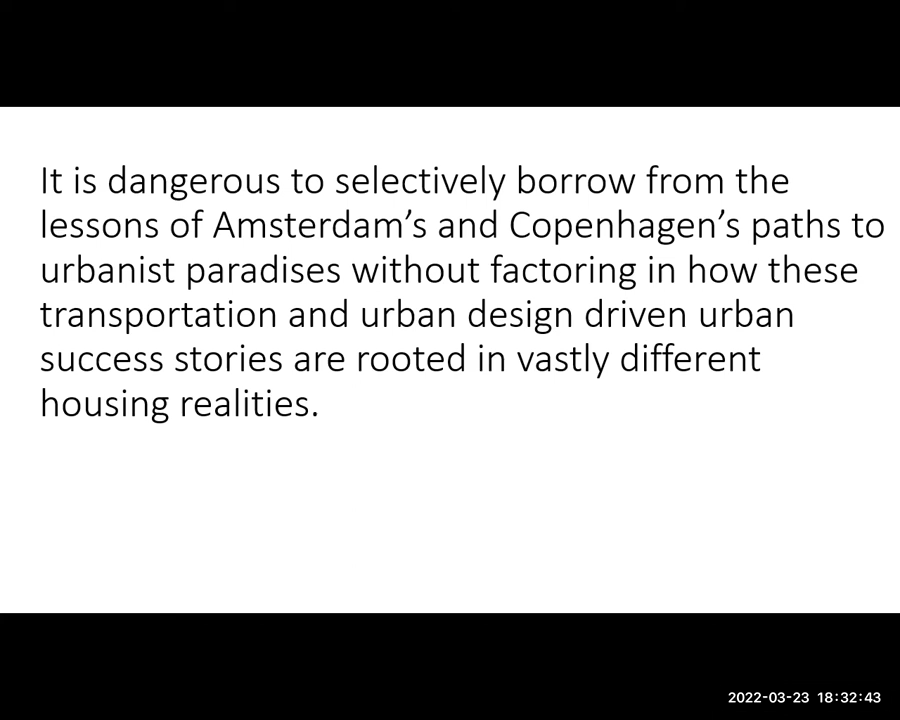 It is dangerous to selectively borrow from the
lessons of Amsterdam’s and Copenhagen’s paths to
urbanist paradises without factoring in how these
transportation and urban design driven urban
success stories are rooted in vastly different
housing realities.
2022-03-23 18:32:43